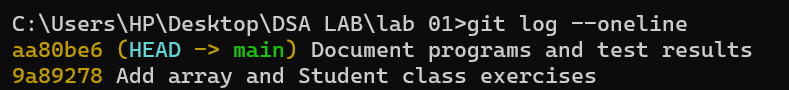 C:\Users\HP\Desktop\DSA LAB\lab 01>git log --oneline
aa80be6 (HEAD -> main) Document programs and test results
9a89278 Add array and Student class exercises